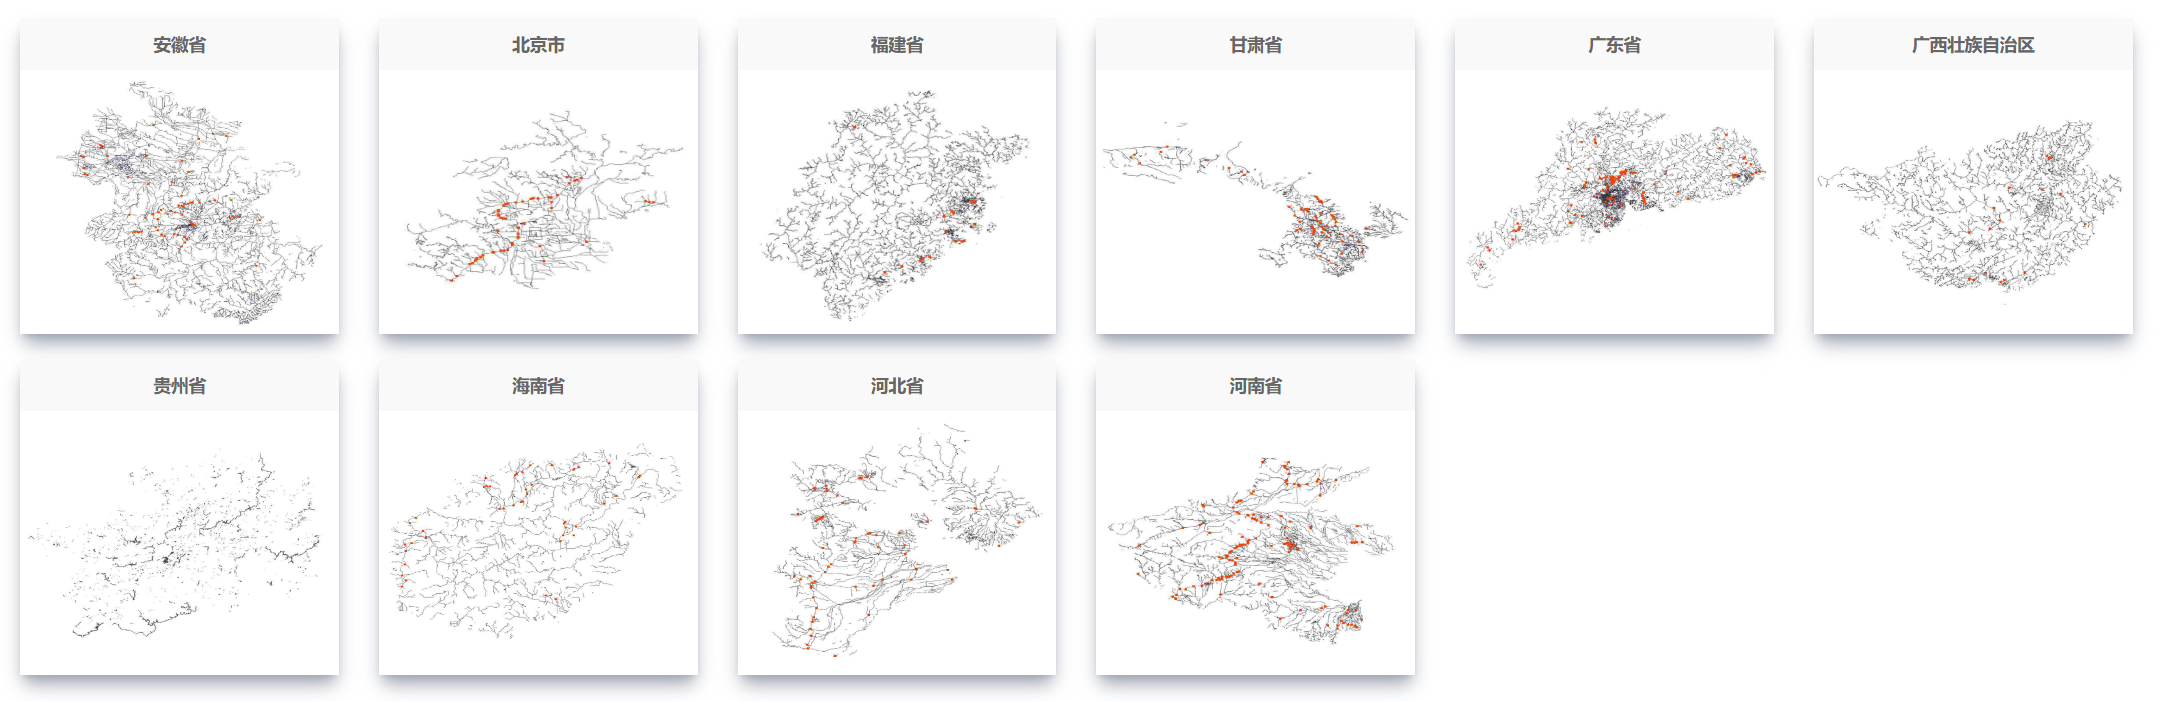 安徽省
北京市
福建省
甘肃省
广东省
广西壮族自治区
贵州省
海南省
河北省
河南省